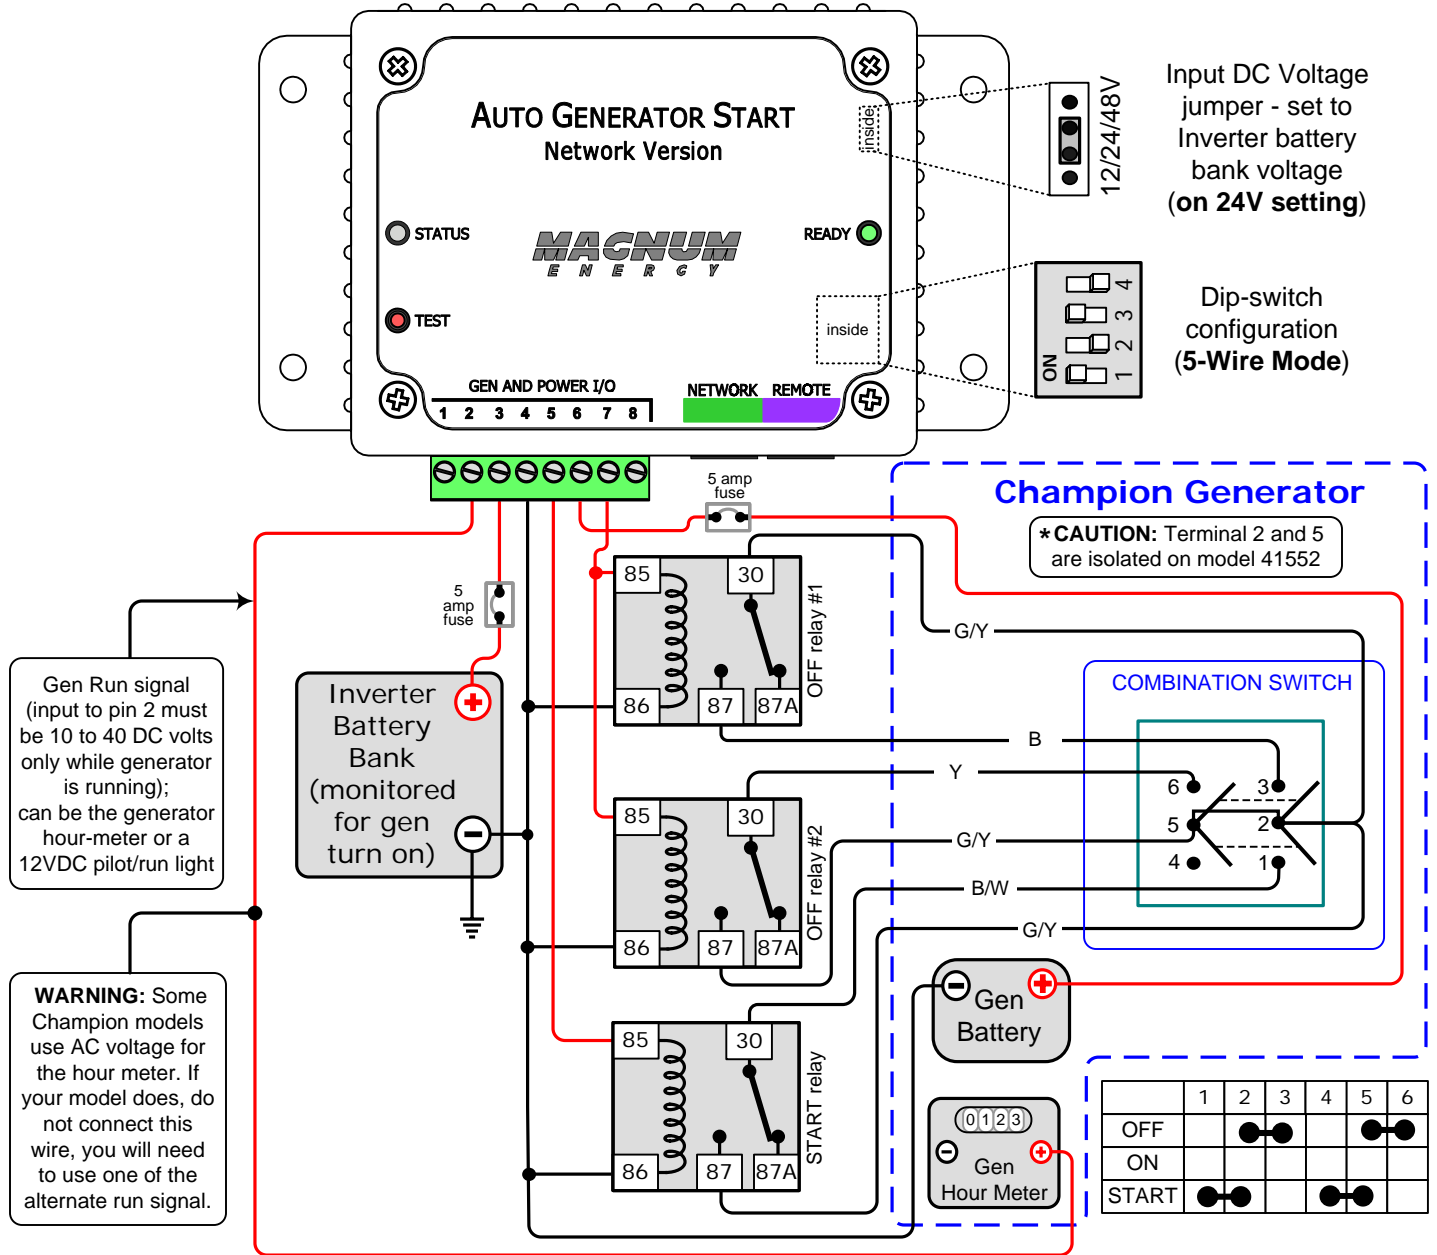 AUTO GENERATOR START
Network Version
inside
STATUS
MAGNUM
ENERGY
READY
TEST
inside
GEN AND POWER I/O
1 2 3 4 5 6 7 8
NETWORK REMOTE
12/24/48V
Input DC Voltage
jumper - set to
Inverter battery
bank voltage
(on 24V setting)
ON
1 2 3 4
Dip-switch
configuration
(5-Wire Mode)
5 amp
fuse
5
amp
fuse
Champion Generator
*CAUTION: Terminal 2 and 5
are isolated on model 41552
Gen Run signal
(input to pin 2 must
be 10 to 40 DC volts
only while generator
is running);
can be the generator
hour-meter or a
12VDC pilot/run light
WARNING: Some
Champion models
use AC voltage for
the hour meter. If
your model does, do
not connect this
wire, you will need
to use one of the
alternate run signal.
Inverter
Battery
Bank
(monitored
for gen
turn on)
85 30
86 87 87A
OFF relay #1
85 30
86 87 87A
OFF relay #2
85 30
86 87 87A
START relay
G/Y
B
Y
G/Y
B/W
G/Y
COMBINATION SWITCH
6 3
5 2
4 1
Gen
Battery
0 1 2 3
Gen
Hour Meter
1 2 3 4 5 6
OFF
ON
START